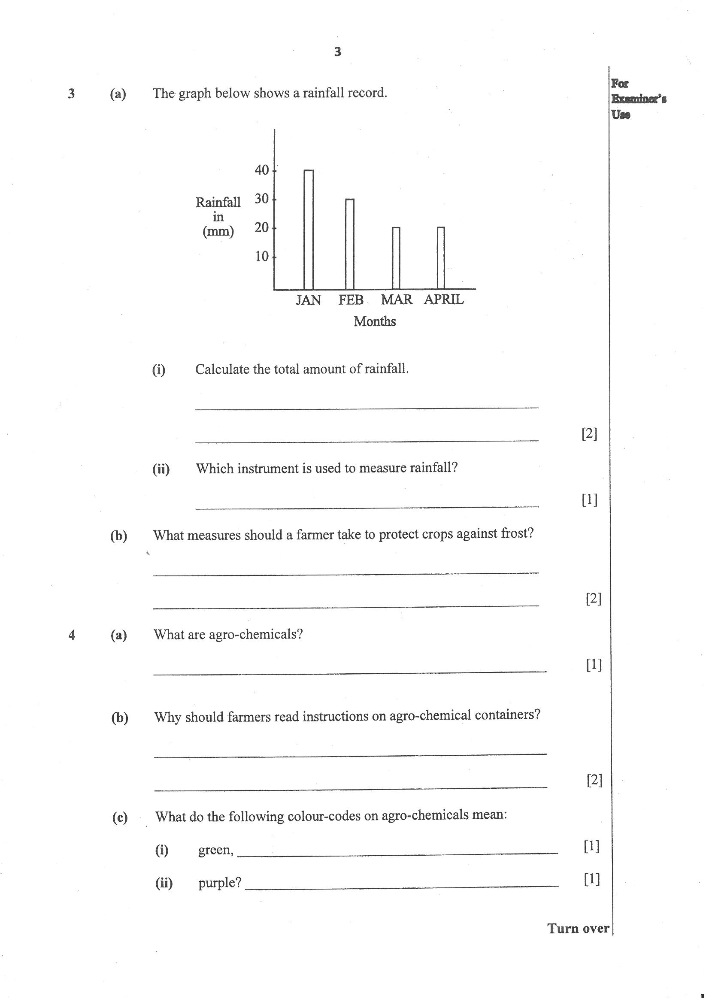 3
For
Examiner's
Use
3 (a) The graph below shows a rainfall record.
40
Rainfall 30
in
(mm) 20
10
JAN FEB MAR APRIL
Months
(i) Calculate the total amount of rainfall.
[2]
(ii) Which instrument is used to measure rainfall?
[1]
(b) What measures should a farmer take to protect crops against frost?
[2]
4 (a) What are agro-chemicals?
[1]
(b) Why should farmers read instructions on agro-chemical containers?
[2]
(c) What do the following colour-codes on agro-chemicals mean:
(i) green, [1]
(ii) purple? [1]
Turn over